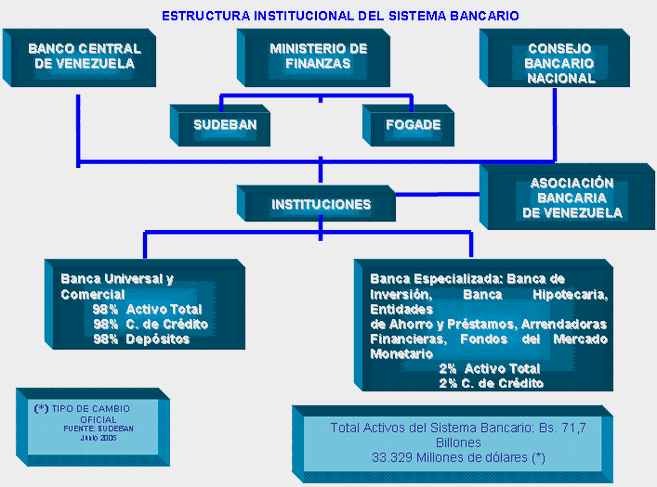 ESTRUCTURA INSTITUCIONAL DEL SISTEMA BANCARIO
BANCO CENTRAL
DE VENEZUELA
MINISTERIO DE
FINANZAS
CONSEJO
BANCARIO
NACIONAL
SUDEBAN
FOGADE
INSTITUCIONES
ASOCIACIÓN
BANCARIA
DE VENEZUELA
Banca Universal y
Comercial
98% Activo Total
98% C. de Crédito
98% Depósitos
Banca Especializada: Banca de
Inversión, Banca Hipotecaria,
Entidades
de Ahorro y Préstamos, Arrendadoras
Financieras, Fondos del Mercado
Monetario
2% Activo Total
2% C. de Crédito
(*) TIPO DE CAMBIO
OFICIAL
FUENTE: SUDEBAN
Junio 2005
Total Activos del Sistema Bancario: Bs. 71,7
Billones
33.329 Millones de dólares (*)